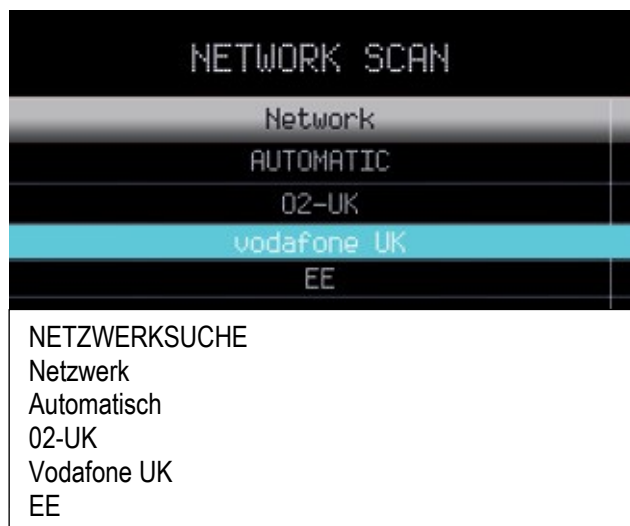 NETWORK SCAN
Network
AUTOMATIC
02-UK
vodafone UK
EE
NETZWERKSUCHE
Netzwerk
Automatisch
02-UK
Vodafone UK
EE